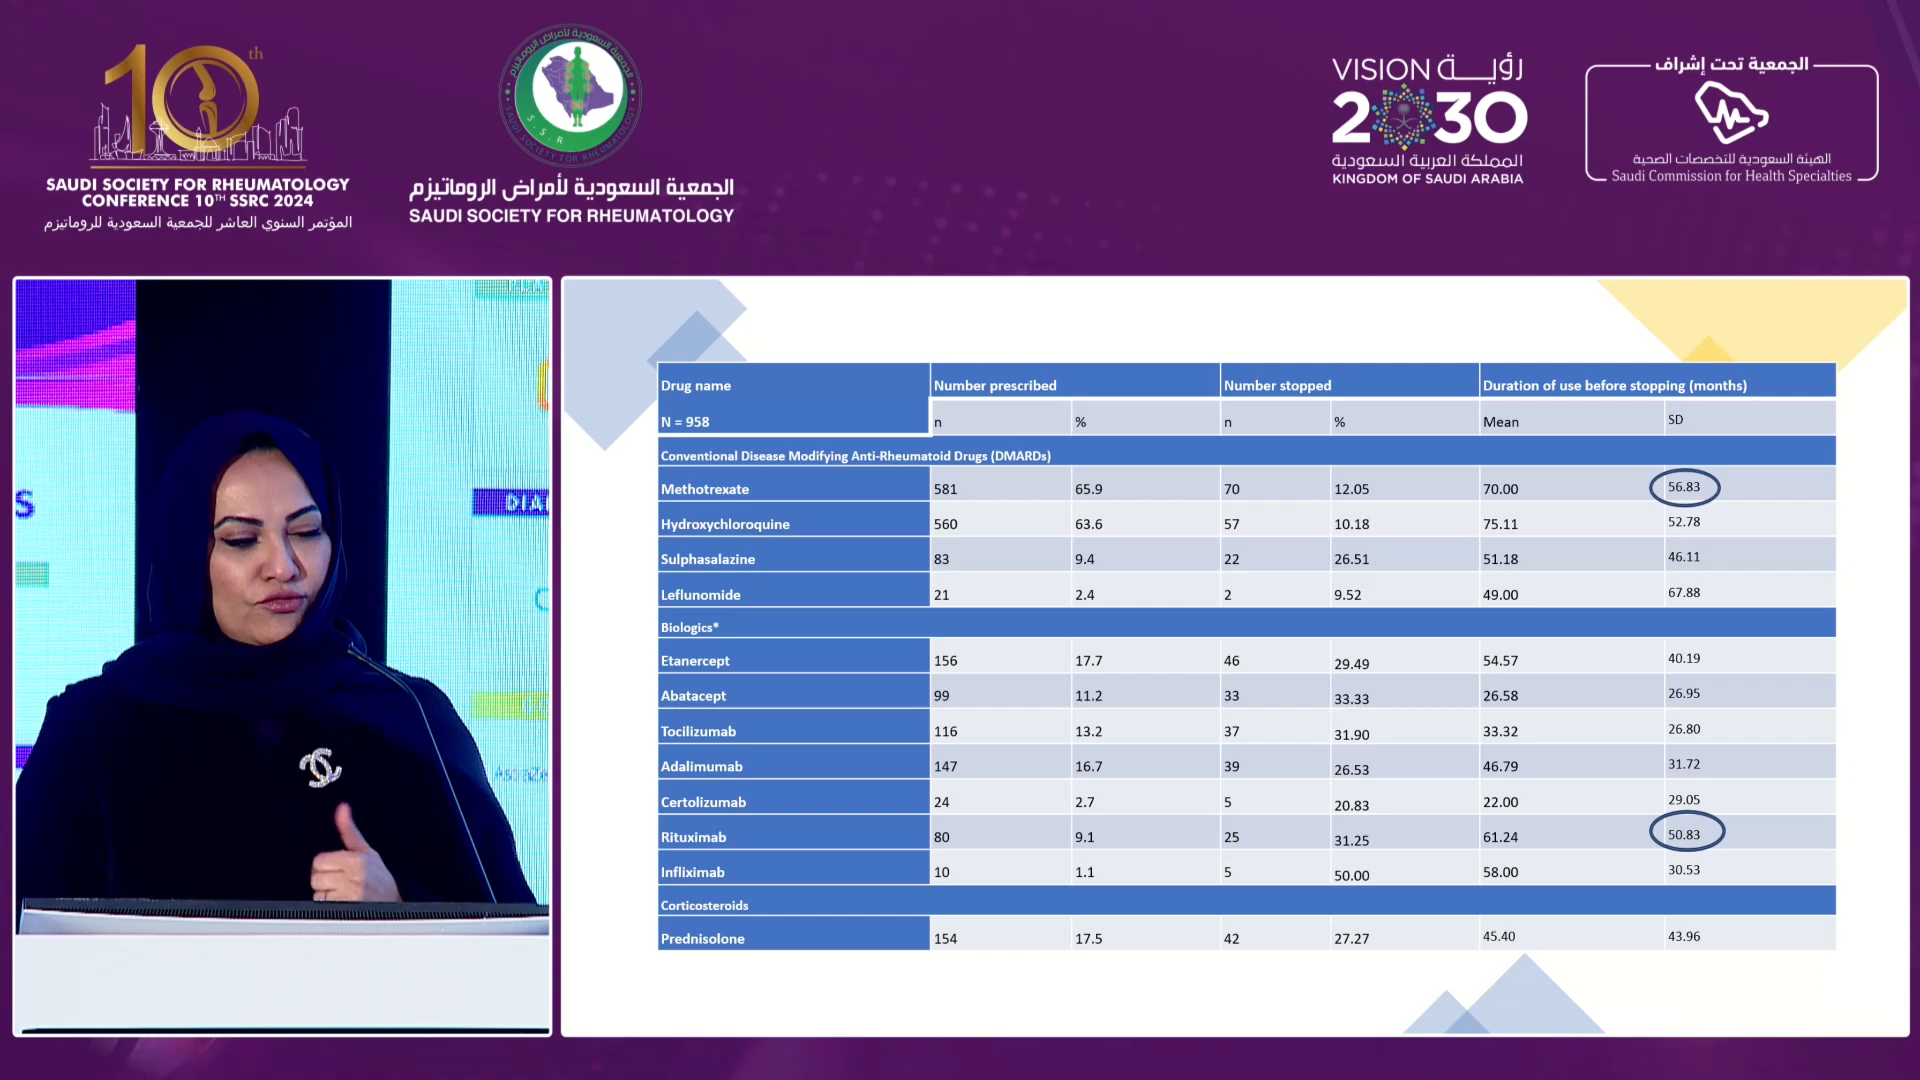 10th
SAUDI SOCIETY FOR RHEUMATOLOGY
CONFERENCE 10TH SSRC 2024
المؤتمر السنوي العاشر للجمعية السعودية للروماتيزم
الجمعية السعودية لأمراض الروماتيزم
S.S.R
SAUDI SOCIETY FOR RHEUMATOLOGY
الجمعية السعودية لأمراض الروماتيزم
SAUDI SOCIETY FOR RHEUMATOLOGY
VISION رؤية
2030
المملكة العربية السعودية
KINGDOM OF SAUDI ARABIA
الجمعية تحت إشراف
الهيئة السعودية للتخصصات الصحية
Saudi Commission for Health Specialties
S
DIA
Drug name Number prescribed Number stopped Duration of use before stopping (months)
N = 958 n % n % Mean SD
Conventional Disease Modifying Anti-Rheumatoid Drugs (DMARDs)
Methotrexate 581 65.9 70 12.05 70.00 56.83
Hydroxychloroquine 560 63.6 57 10.18 75.11 52.78
Sulphasalazine 83 9.4 22 26.51 51.18 46.11
Leflunomide 21 2.4 2 9.52 49.00 67.88
Biologics*
Etanercept 156 17.7 46 29.49 54.57 40.19
Abatacept 99 11.2 33 33.33 26.58 26.95
Tocilizumab 116 13.2 37 31.90 33.32 26.80
Adalimumab 147 16.7 39 26.53 46.79 31.72
Certolizumab 24 2.7 5 20.83 22.00 29.05
Rituximab 80 9.1 25 31.25 61.24 50.83
Infliximab 10 1.1 5 50.00 58.00 30.53
Corticosteroids
Prednisolone 154 17.5 42 27.27 45.40 43.96